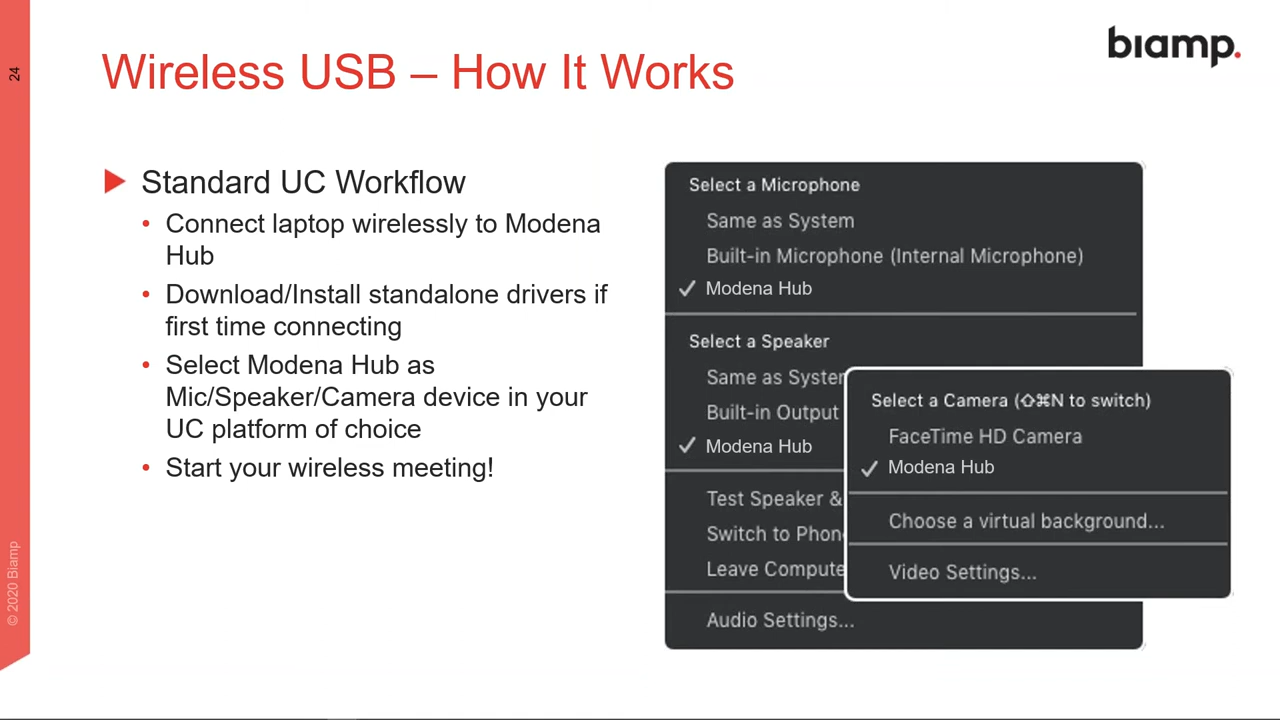 24
biamp.
Wireless USB – How It Works
Standard UC Workflow
• Connect laptop wirelessly to Modena
Hub
• Download/Install standalone drivers if
first time connecting
• Select Modena Hub as
Mic/Speaker/Camera device in your
UC platform of choice
• Start your wireless meeting!
Select a Microphone
Same as System
Built-in Microphone (Internal Microphone)
✓ Modena Hub
Select a Speaker
Same as System
Built-in Output
✓ Modena Hub
Test Speaker &
Switch to Phon
Leave Compute
Audio Settings...
Select a Camera (⇧⌘N to switch)
FaceTime HD Camera
✓ Modena Hub
Choose a virtual background...
Video Settings...
© 2020 Biamp